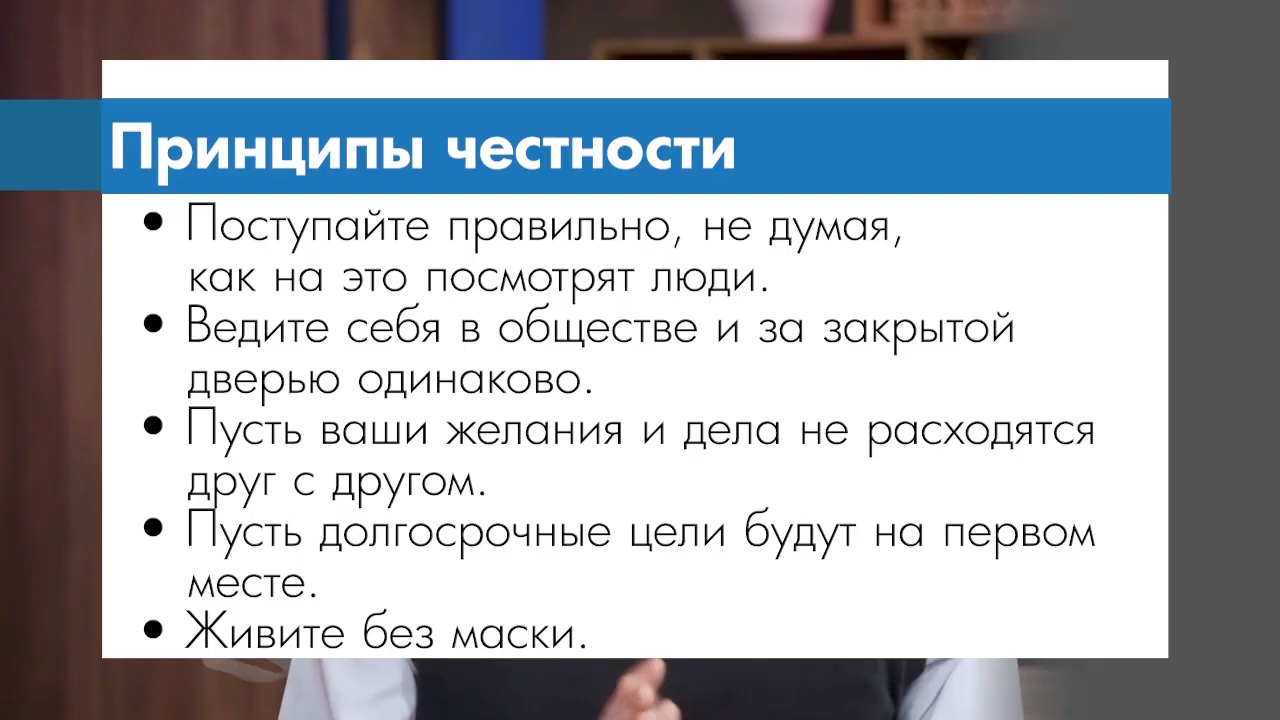 Принципы честности
• Поступайте правильно, не думая,
как на это посмотрят люди.
• Ведите себя в обществе и за закрытой
дверью одинаково.
• Пусть ваши желания и дела не расходятся
друг с другом.
• Пусть долгосрочные цели будут на первом
месте.
• Живите без маски.